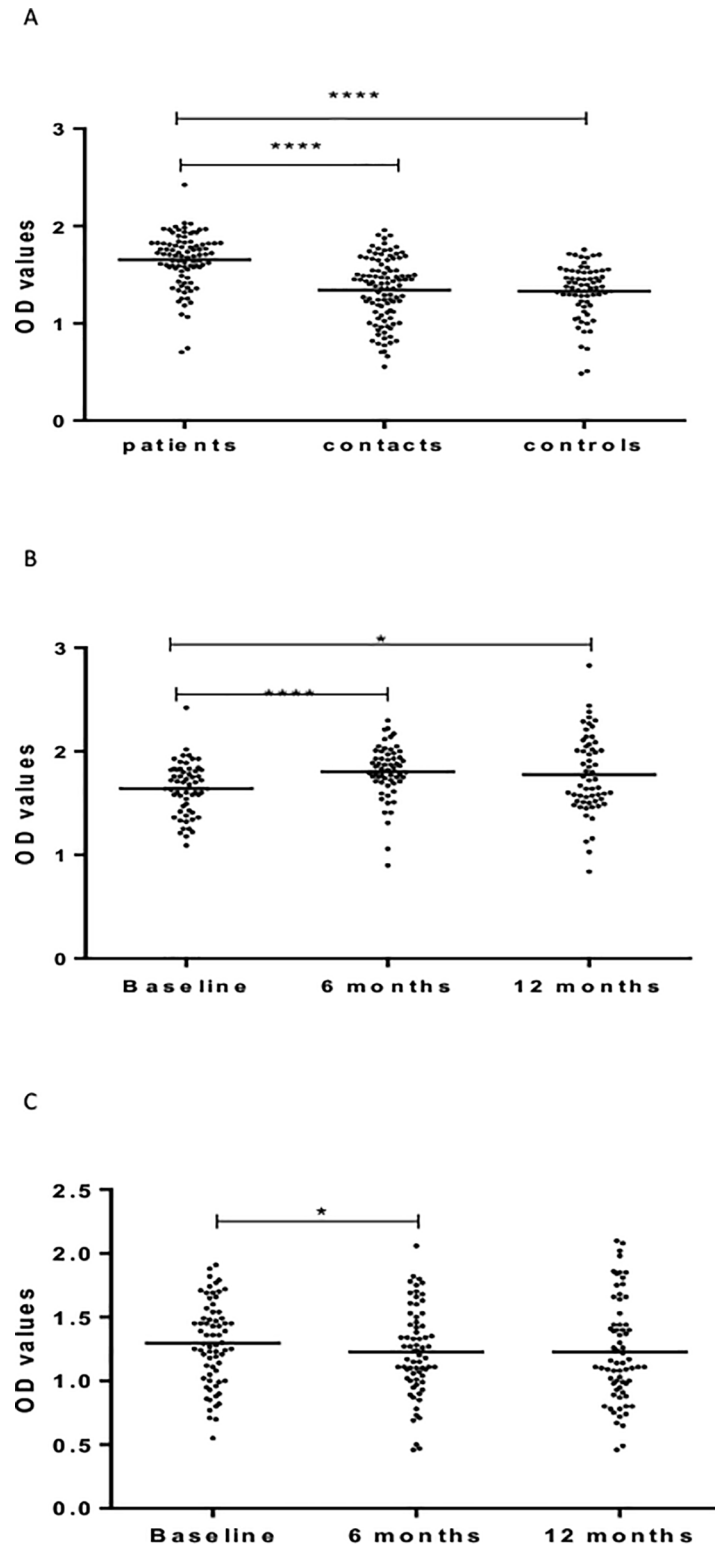 A
****
****
3
2
1
0
OD values
patients contacts controls
B
*
****
3
2
1
0
OD values
Baseline 6 months 12 months
C
*
2.5
2.0
1.5
1.0
0.5
0.0
OD values
Baseline 6 months 12 months